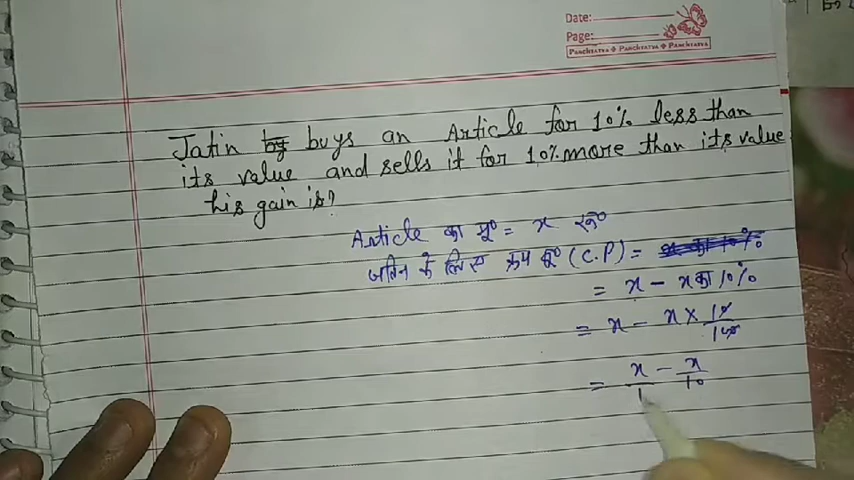 Date:
Page:
PANCHTATVA ♦ PANCHTATVA ♦ PANCHTATVA
Jatin buys an Article for 10% less than
its value and sells it for 10% more than its value
his gain is?
Article का मू० = x रू०
जतिन के लिए क्रय मू० (C.P) = x का 10%
= x - x का 10%
= x - x × 10/100
= x/1 - x/10